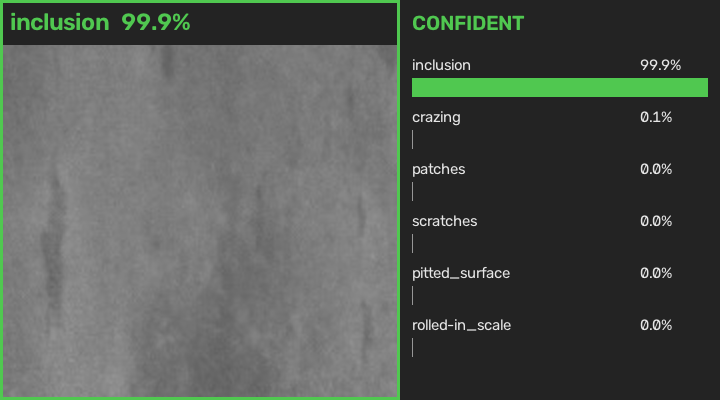 inclusion 99.9%
CONFIDENT
inclusion 99.9%
crazing 0.1%
patches 0.0%
scratches 0.0%
pitted_surface 0.0%
rolled-in_scale 0.0%